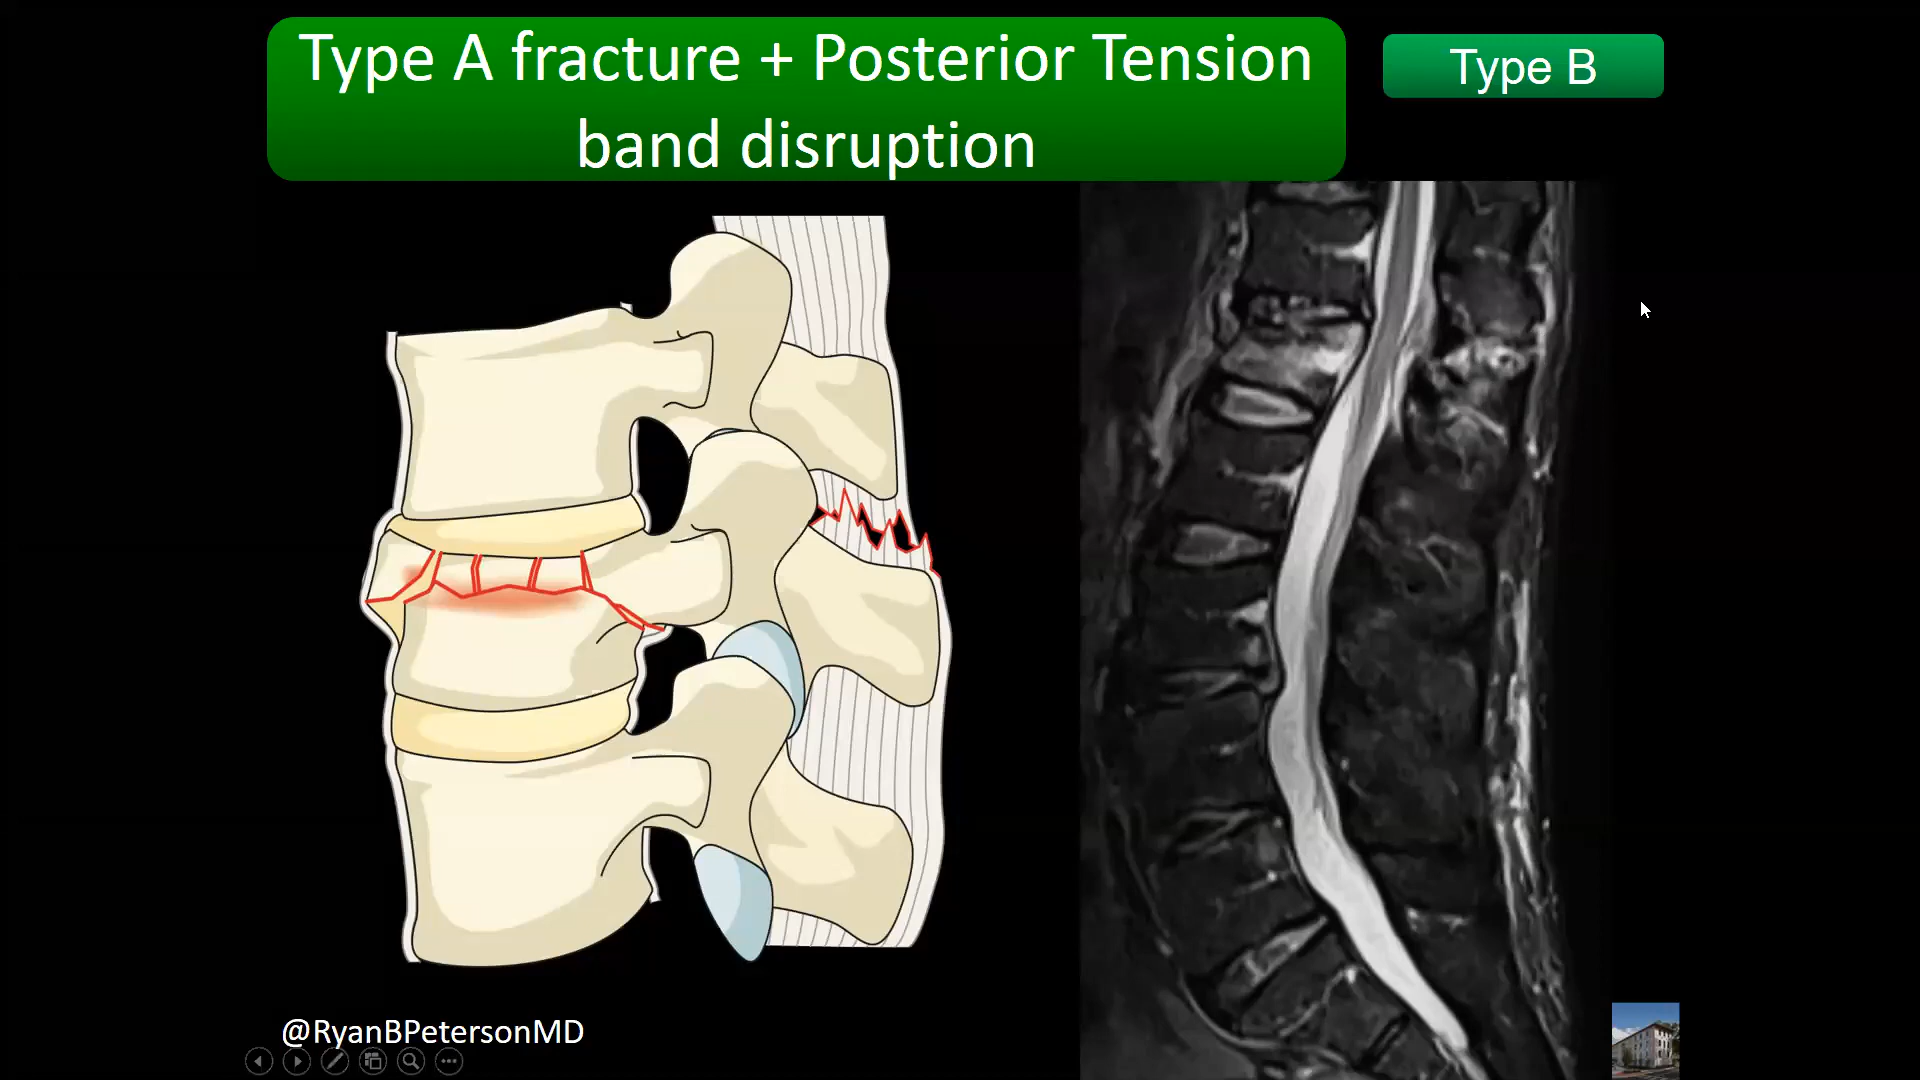 Type A fracture + Posterior Tension
band disruption
Type B
@RyanBPetersonMD